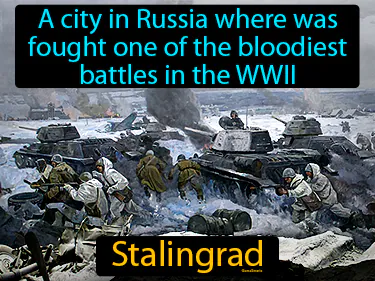 A city in Russia where was
fought one of the bloodiest
battles in the WWII
Stalingrad